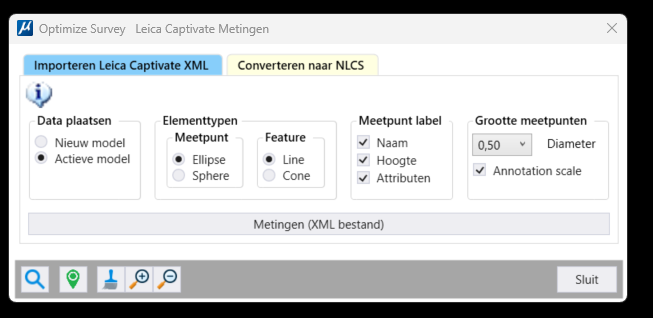 Optimize Survey Leica Captivate Metingen
Importeren Leica Captivate XML Converteren naar NLCS
Data plaatsen
Nieuw model
Actieve model
Elementtypen
Meetpunt
Ellipse
Sphere
Feature
Line
Cone
Meetpunt label
Naam
Hoogte
Attributen
Grootte meetpunten
0,50 Diameter
Annotation scale
Metingen (XML bestand)
Sluit